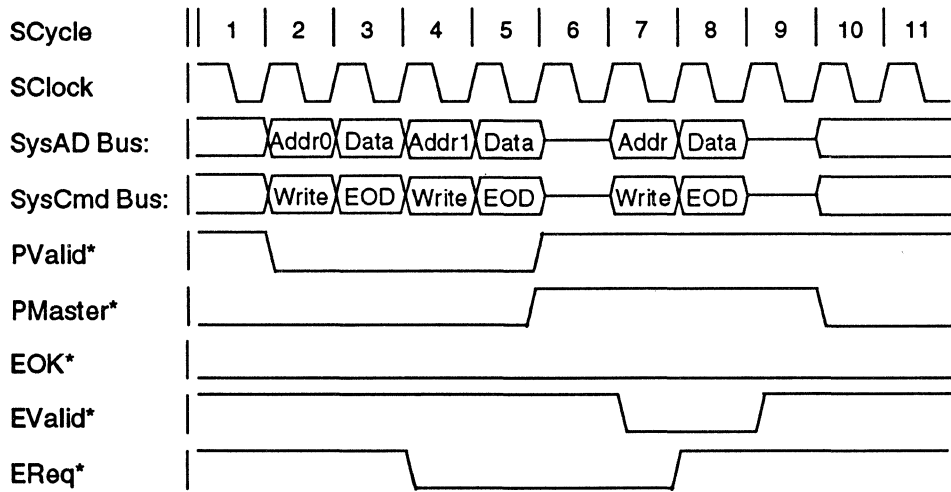 SCycle 1 2 3 4 5 6 7 8 9 10 11
SClock
SysAD Bus: Addr0 Data Addr1 Data Addr Data
SysCmd Bus: Write EOD Write EOD Write EOD
PValid*
PMaster*
EOK*
EValid*
EReq*